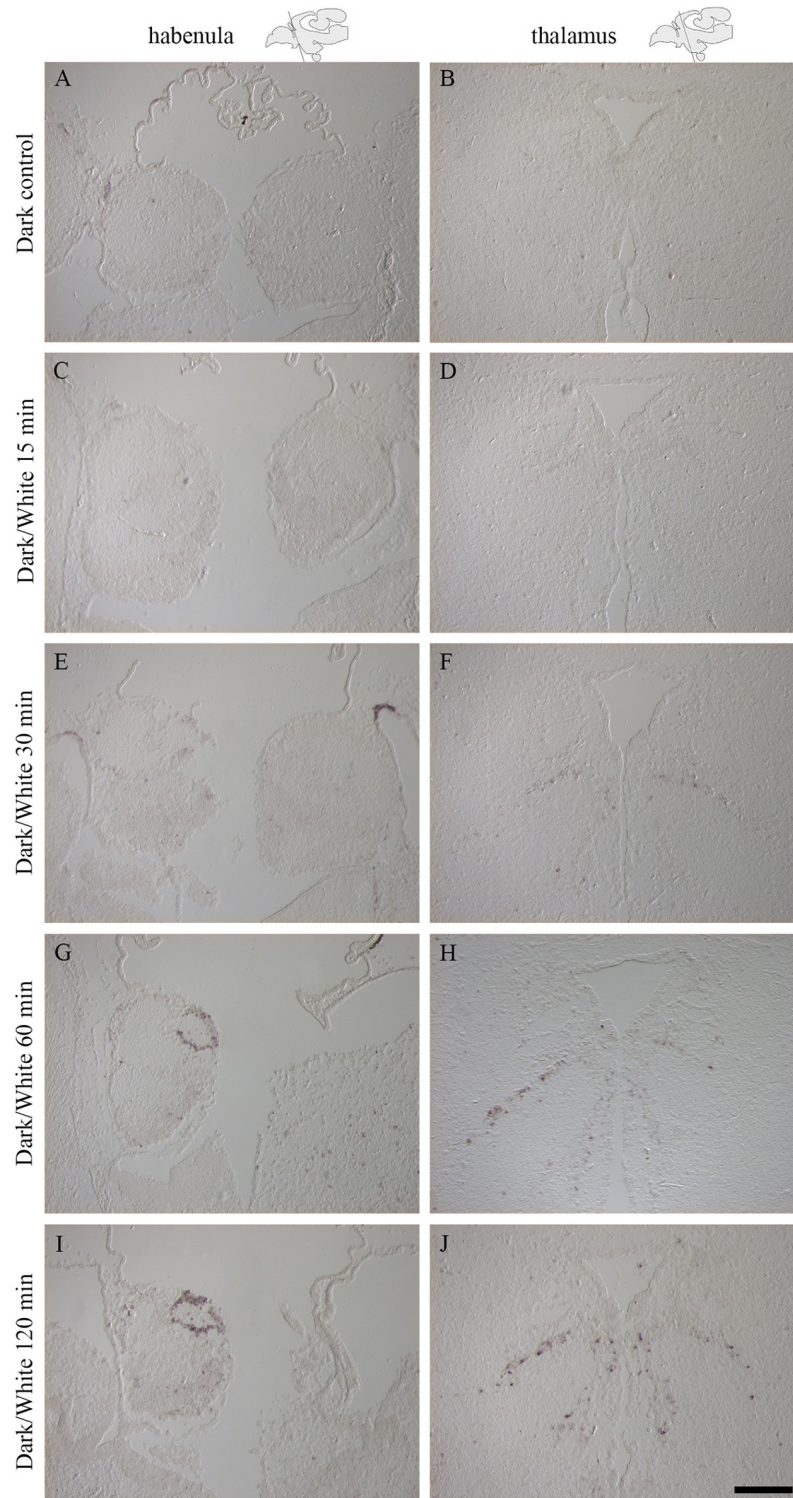 habenula
thalamus
Dark control
A
B
Dark/White 15 min
C
D
Dark/White 30 min
E
F
Dark/White 60 min
G
H
Dark/White 120 min
I
J